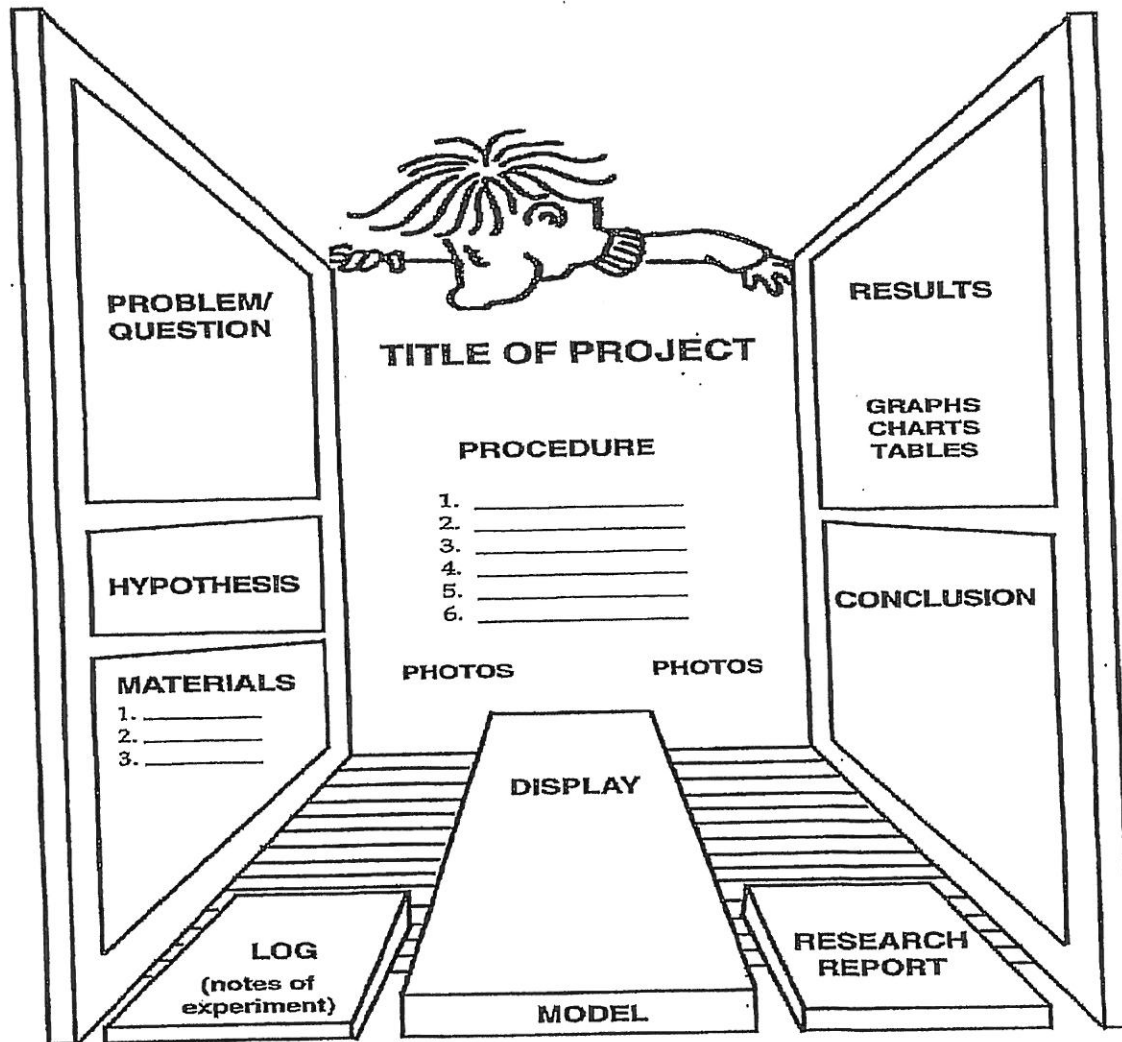 PROBLEM/
QUESTION
HYPOTHESIS
MATERIALS
1.
2.
3.
TITLE OF PROJECT
PROCEDURE
1.
2.
3.
4.
5.
6.
PHOTOS PHOTOS
RESULTS
GRAPHS
CHARTS
TABLES
CONCLUSION
LOG
(notes of
experiment)
DISPLAY
MODEL
RESEARCH
REPORT